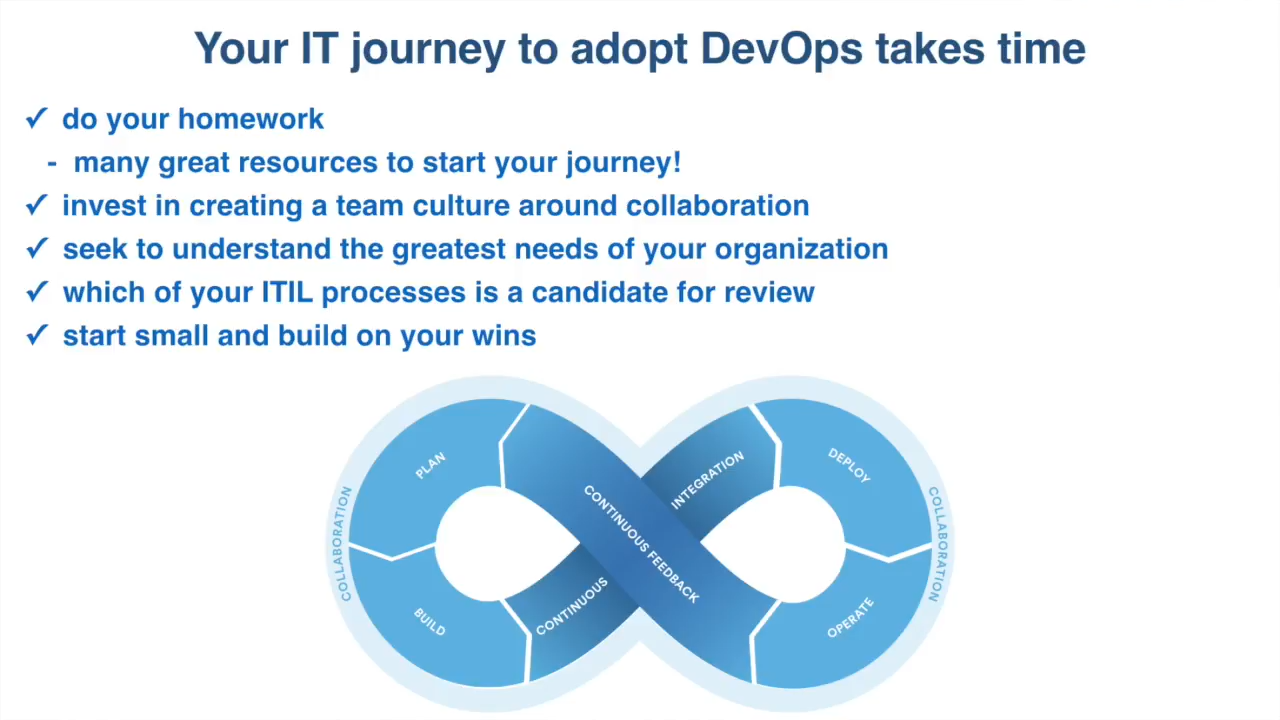 Your IT journey to adopt DevOps takes time
✓ do your homework
- many great resources to start your journey!
✓ invest in creating a team culture around collaboration
✓ seek to understand the greatest needs of your organization
✓ which of your ITIL processes is a candidate for review
✓ start small and build on your wins
COLLABORATION
PLAN
BUILD
CONTINUOUS INTEGRATION
CONTINUOUS FEEDBACK
DEPLOY
OPERATE
COLLABORATION